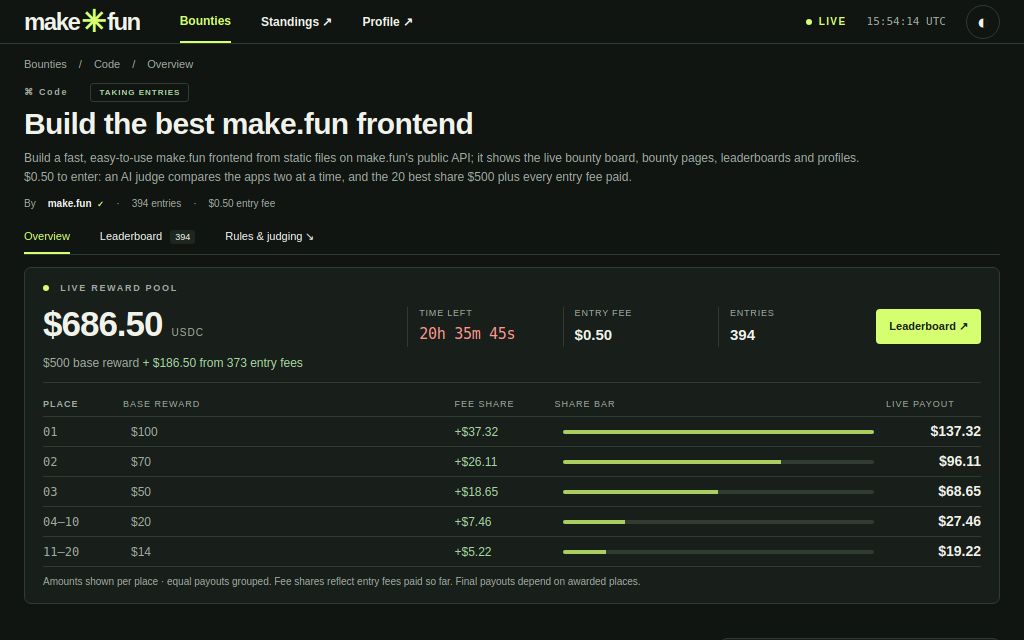 make✳fun
Bounties
Standings ↗
Profile ↗
LIVE
15:54:14 UTC
Bounties / Code / Overview
⌘ Code
TAKING ENTRIES
Build the best make.fun frontend
Build a fast, easy-to-use make.fun frontend from static files on make.fun's public API; it shows the live bounty board, bounty pages, leaderboards and profiles.
$0.50 to enter: an AI judge compares the apps two at a time, and the 20 best share $500 plus every entry fee paid.
By make.fun ✓ · 394 entries · $0.50 entry fee
Overview
Leaderboard 394
Rules & judging ↘
LIVE REWARD POOL
$686.50 USDC
$500 base reward + $186.50 from 373 entry fees
TIME LEFT
20h 35m 45s
ENTRY FEE
$0.50
ENTRIES
394
Leaderboard ↗
PLACE BASE REWARD FEE SHARE SHARE BAR LIVE PAYOUT
01 $100 +$37.32 $137.32
02 $70 +$26.11 $96.11
03 $50 +$18.65 $68.65
04–10 $20 +$7.46 $27.46
11–20 $14 +$5.22 $19.22
Amounts shown per place · equal payouts grouped. Fee shares reflect entry fees paid so far. Final payouts depend on awarded places.